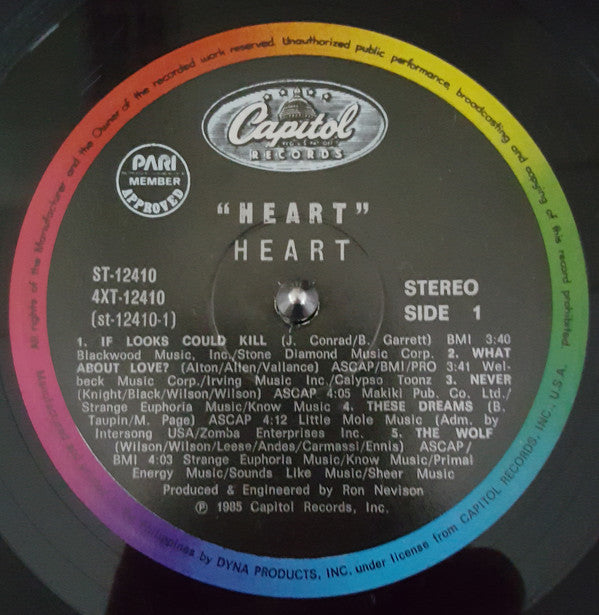 All rights of the Manufacturer and the Owner of the recorded work reserved. Unauthorized public performance, broadcasting and copying of this record prohibited.
Capitol
RECORDS
PARI
MEMBER
APPROVED
“HEART”
HEART
ST-12410
4XT-12410
(st-12410-1)
STEREO
SIDE 1
1. IF LOOKS COULD KILL (J. Conrad/B. Garrett) BMI 3:40
Blackwood Music, Inc./Stone Diamond Music Corp. 2. WHAT
ABOUT LOVE? (Alton/Allen/Vallance) ASCAP/BMI/PRO 3:41 Wel-
beck Music Corp./Irving Music Inc/Calypso Toonz 3. NEVER
(Knight/Black/Wilson/Wilson) ASCAP 4:05 Makiki Pub. Co. Ltd./
Strange Euphoria Music/Know Music 4. THESE DREAMS (B.
Taupin/M. Page) ASCAP 4:12 Little Mole Music (Adm. by
Intersong USA/Zomba Enterprises Inc. 5. THE WOLF
(Wilson/Wilson/Leese/Andes/Carmassi/Ennis) ASCAP/
BMI 4:03 Strange Euphoria Music/Know Music/Primal
Energy Music/Sounds Like Music/Sheer Music
Produced & Engineered by Ron Nevison
℗ 1985 Capitol Records, Inc.
Philippines by DYNA PRODUCTS, INC. under license from CAPITOL RECORDS, INC., U.S.A.